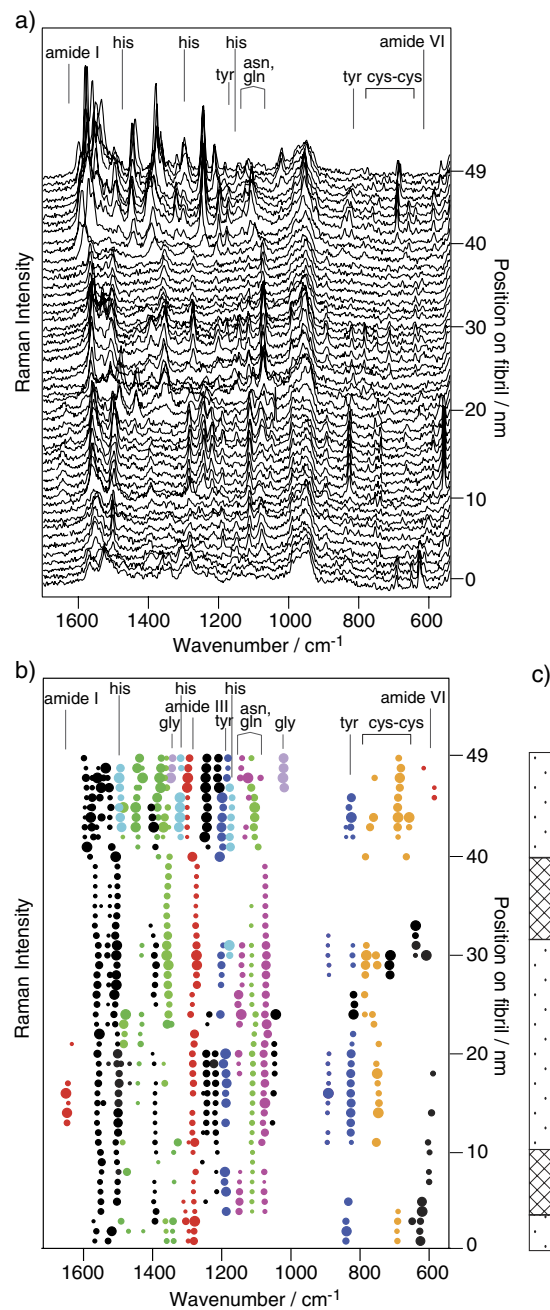 a)
his his his
amide I tyr asn, gln tyr cys-cys amide VI
49
40
30
20
10
0
Raman Intensity
Position on fibril / nm
1600 1400 1200 1000 800 600
Wavenumber / cm-1
b) c)
his his his
amide I gly amide III tyr asn, gln gly tyr cys-cys amide VI
49
40
30
20
10
0
Raman Intensity
Position on fibril / nm
1600 1400 1200 1000 800 600
Wavenumber / cm-1